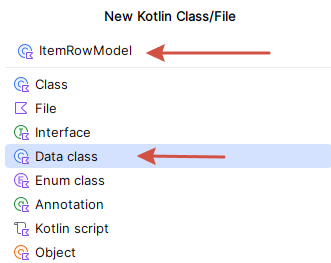 New Kotlin Class/File
ItemRowModel
Class
File
Interface
Data class
Enum class
Annotation
Kotlin script
Object